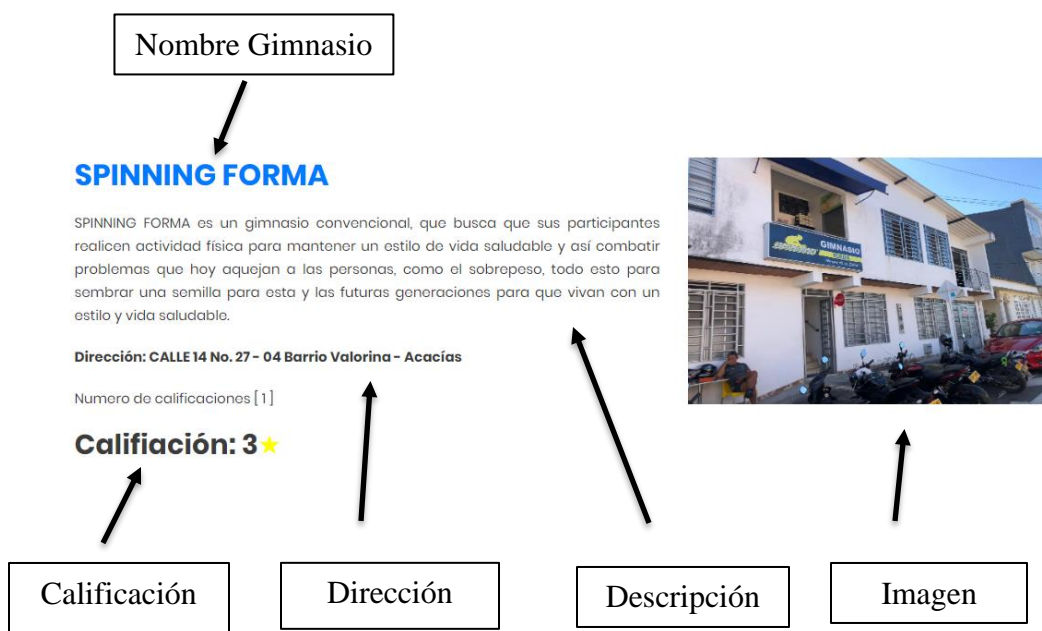 Nombre Gimnasio
SPINNING FORMA
SPINNING FORMA es un gimnasio convencional, que busca que sus participantes
realicen actividad física para mantener un estilo de vida saludable y así combatir
problemas que hoy aquejan a las personas, como el sobrepeso, todo esto para
sembrar una semilla para esta y las futuras generaciones para que vivan con un
estilo y vida saludable.
GIMNASIO
Dirección: CALLE 14 No. 27 - 04 Barrio Valorina - Acacías
Numero de calificaciones [ 1 ]
Califiación: 3★
Calificación
Dirección
Descripción
Imagen